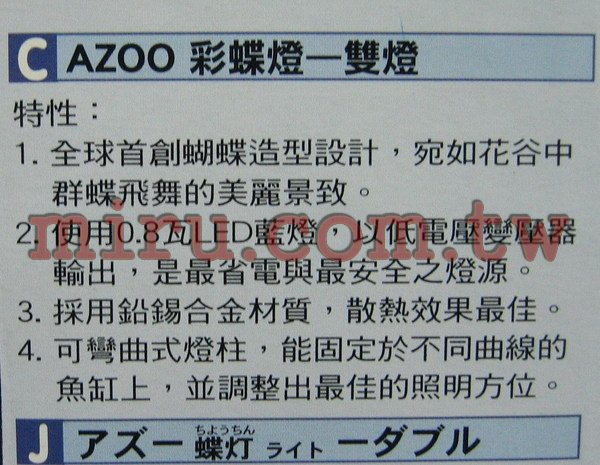 C AZOO 彩蝶燈—雙燈
特性：
1. 全球首創蝴蝶造型設計，宛如花谷中
群蝶飛舞的美麗景致。
miru.com.tw
2. 使用0.8瓦LED藍燈，以低電壓變壓器
輸出，是最省電與最安全之燈源。
3. 採用鉛錫合金材質，散熱效果最佳。
4. 可彎曲式燈柱，能固定於不同曲線的
魚缸上，並調整出最佳的照明方位。
ちようちん
J アズー 蝶灯 ライト ーダブル